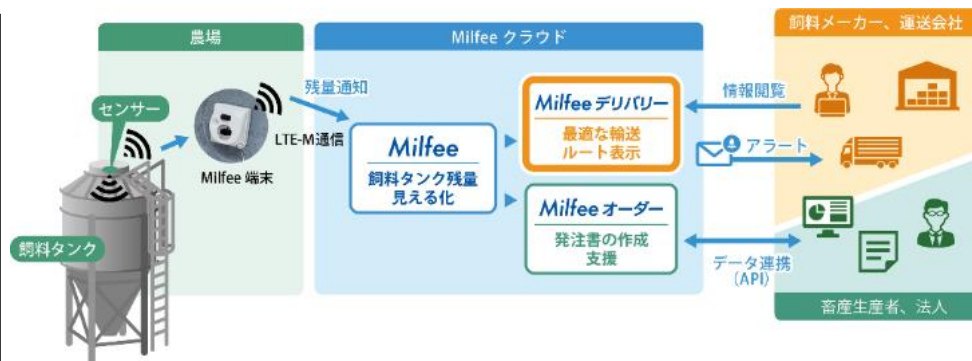 農場
Milfee クラウド
飼料メーカー、運送会社
センサー
残量通知
LTE-M通信
Milfee 端末
飼料タンク
Milfee
飼料タンク残量
見える化
Milfee デリバリー
最適な輸送
ルート表示
Milfee オーダー
発注書の作成
支援
情報閲覧
アラート
データ連携
(API)
畜産生産者、法人